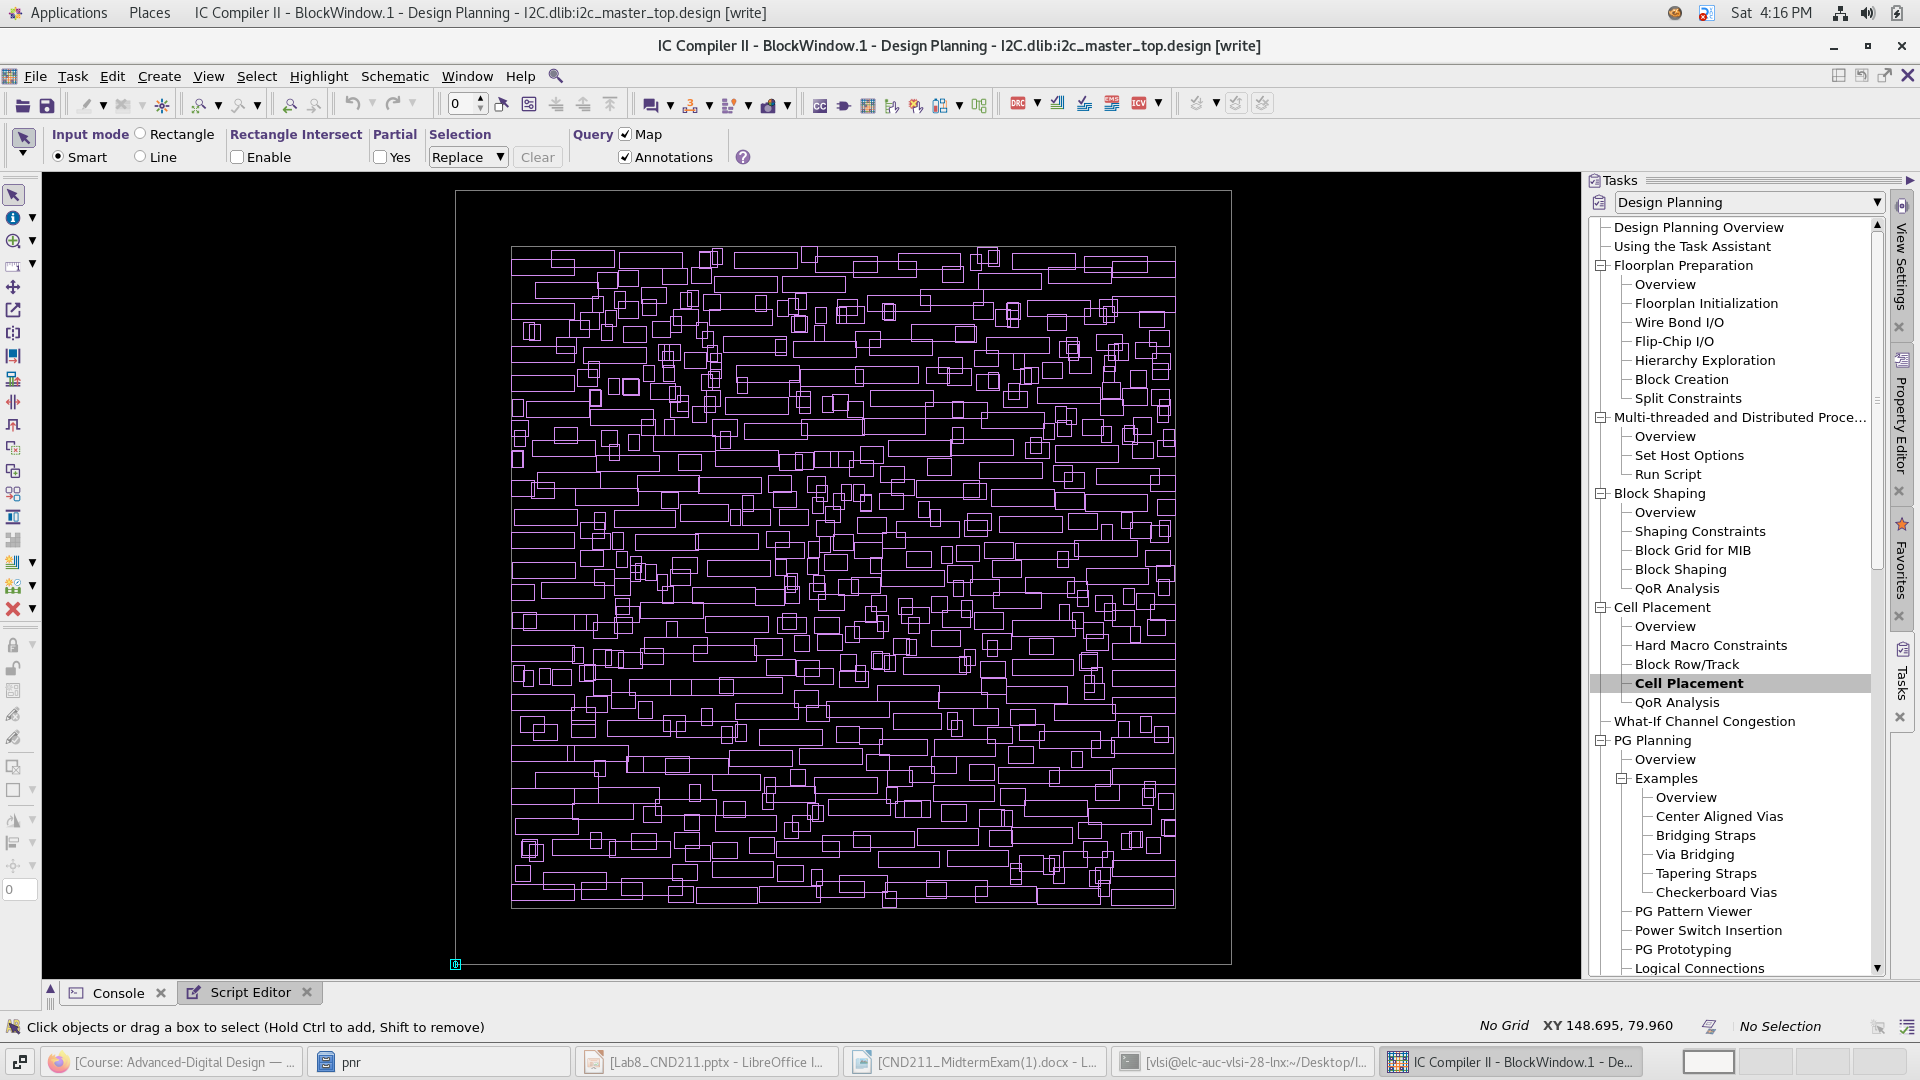 Applications Places IC Compiler II - BlockWindow.1 - Design Planning - I2C.dlib:i2c_master_top.design [write] Sat 4:16 PM
IC Compiler II - BlockWindow.1 - Design Planning - I2C.dlib:i2c_master_top.design [write]
File Task Edit Create View Select Highlight Schematic Window Help
0 DRC ICV
Input mode Rectangle Rectangle Intersect Partial Selection Query Map
Smart Line Enable Yes Replace Clear Annotations
Tasks
Design Planning
Design Planning Overview
Using the Task Assistant
Floorplan Preparation
Overview
Floorplan Initialization
Wire Bond I/O
Flip-Chip I/O
Hierarchy Exploration
Block Creation
Split Constraints
Multi-threaded and Distributed Proce...
Overview
Set Host Options
Run Script
Block Shaping
Overview
Shaping Constraints
Block Grid for MIB
Block Shaping
QoR Analysis
Cell Placement
Overview
Hard Macro Constraints
Block Row/Track
Cell Placement
QoR Analysis
What-If Channel Congestion
PG Planning
Overview
Examples
Overview
Center Aligned Vias
Bridging Straps
Via Bridging
Tapering Straps
Checkerboard Vias
PG Pattern Viewer
Power Switch Insertion
PG Prototyping
Logical Connections
View Settings
Property Editor
Favorites
Tasks
0
Console Script Editor
Click objects or drag a box to select (Hold Ctrl to add, Shift to remove) No Grid XY 148.695, 79.960 No Selection
[Course: Advanced-Digital Design — ... pnr [Lab8_CND211.pptx - LibreOffice I... [CND211_MidtermExam(1).docx - L... [vlsi@elc-auc-vlsi-28-lnx:~/Desktop/I... IC Compiler II - BlockWindow.1 - De...